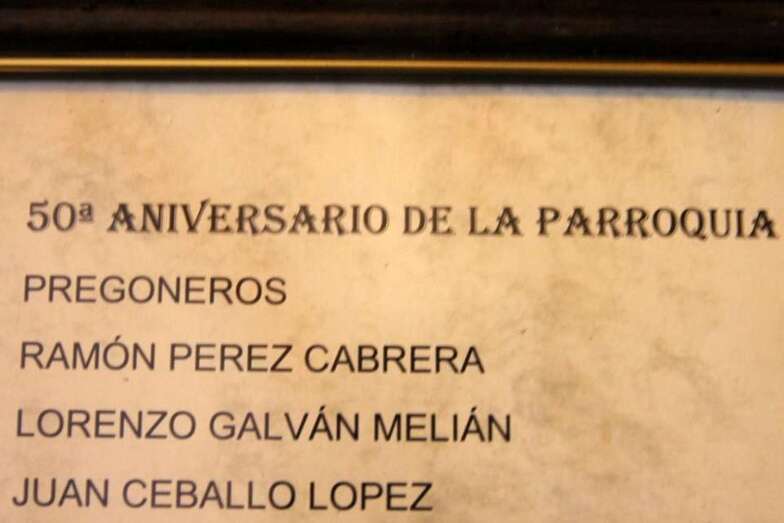 50ª ANIVERSARIO DE LA PARROQUIA
PREGONEROS
RAMÓN PEREZ CABRERA
LORENZO GALVÁN MELIÁN
JUAN CEBALLO LOPEZ